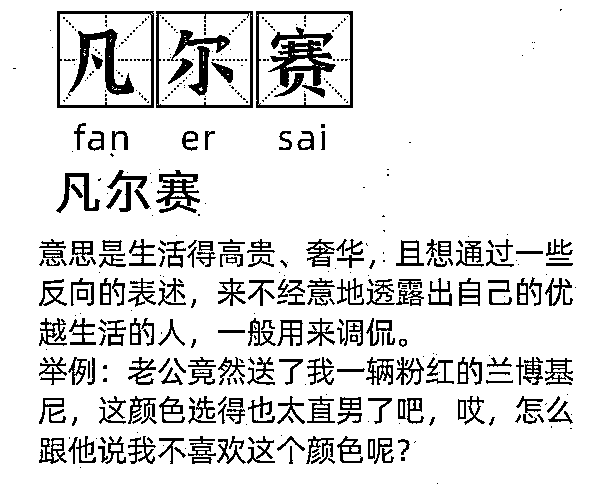 凡尔赛
fan er sai
凡尔赛
意思是生活得高贵、奢华，且想通过一些
反向的表述，来不经意地透露出自己的优
越生活的人，一般用来调侃。
举例：老公竟然送了我一辆粉红的兰博基
尼，这颜色选得也太直男了吧，哎，怎么
跟他说我不喜欢这个颜色呢？